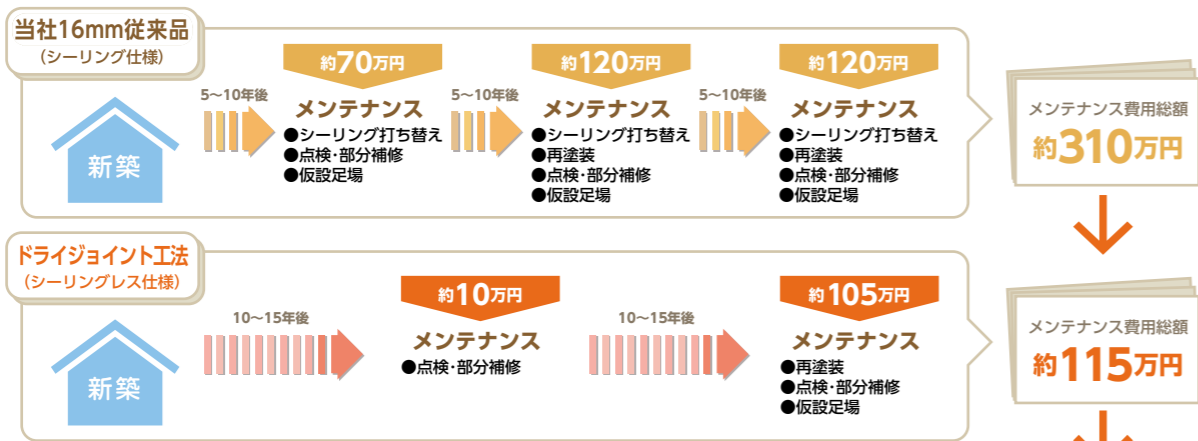 当社16mm従来品
（シーリング仕様）
新築
5〜10年後
約70万円
メンテナンス
●シーリング打ち替え
●点検・部分補修
●仮設足場
5〜10年後
約120万円
メンテナンス
●シーリング打ち替え
●再塗装
●点検・部分補修
●仮設足場
5〜10年後
約120万円
メンテナンス
●シーリング打ち替え
●再塗装
●点検・部分補修
●仮設足場
メンテナンス費用総額
約310万円
ドライジョイント工法
（シーリングレス仕様）
新築
10〜15年後
約10万円
メンテナンス
●点検・部分補修
10〜15年後
約105万円
メンテナンス
●再塗装
●点検・部分補修
●仮設足場
メンテナンス費用総額
約115万円